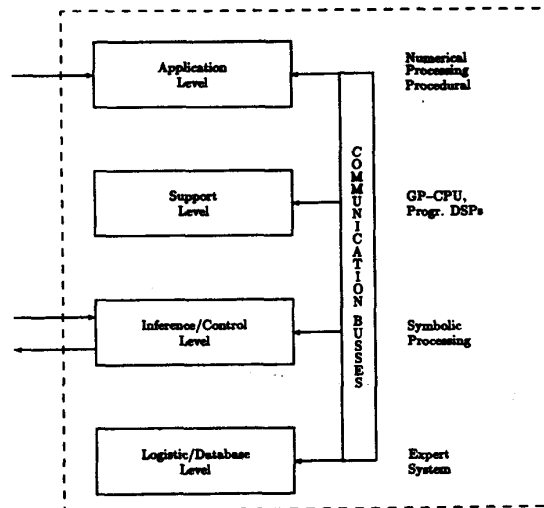 Application
Level
Numerical
Processing
Procedural
Support
Level
GP-CPU,
Progr. DSPs
COMMUNICATION BUSSES
Inference/Control
Level
Symbolic
Processing
Logistic/Database
Level
Expert
System